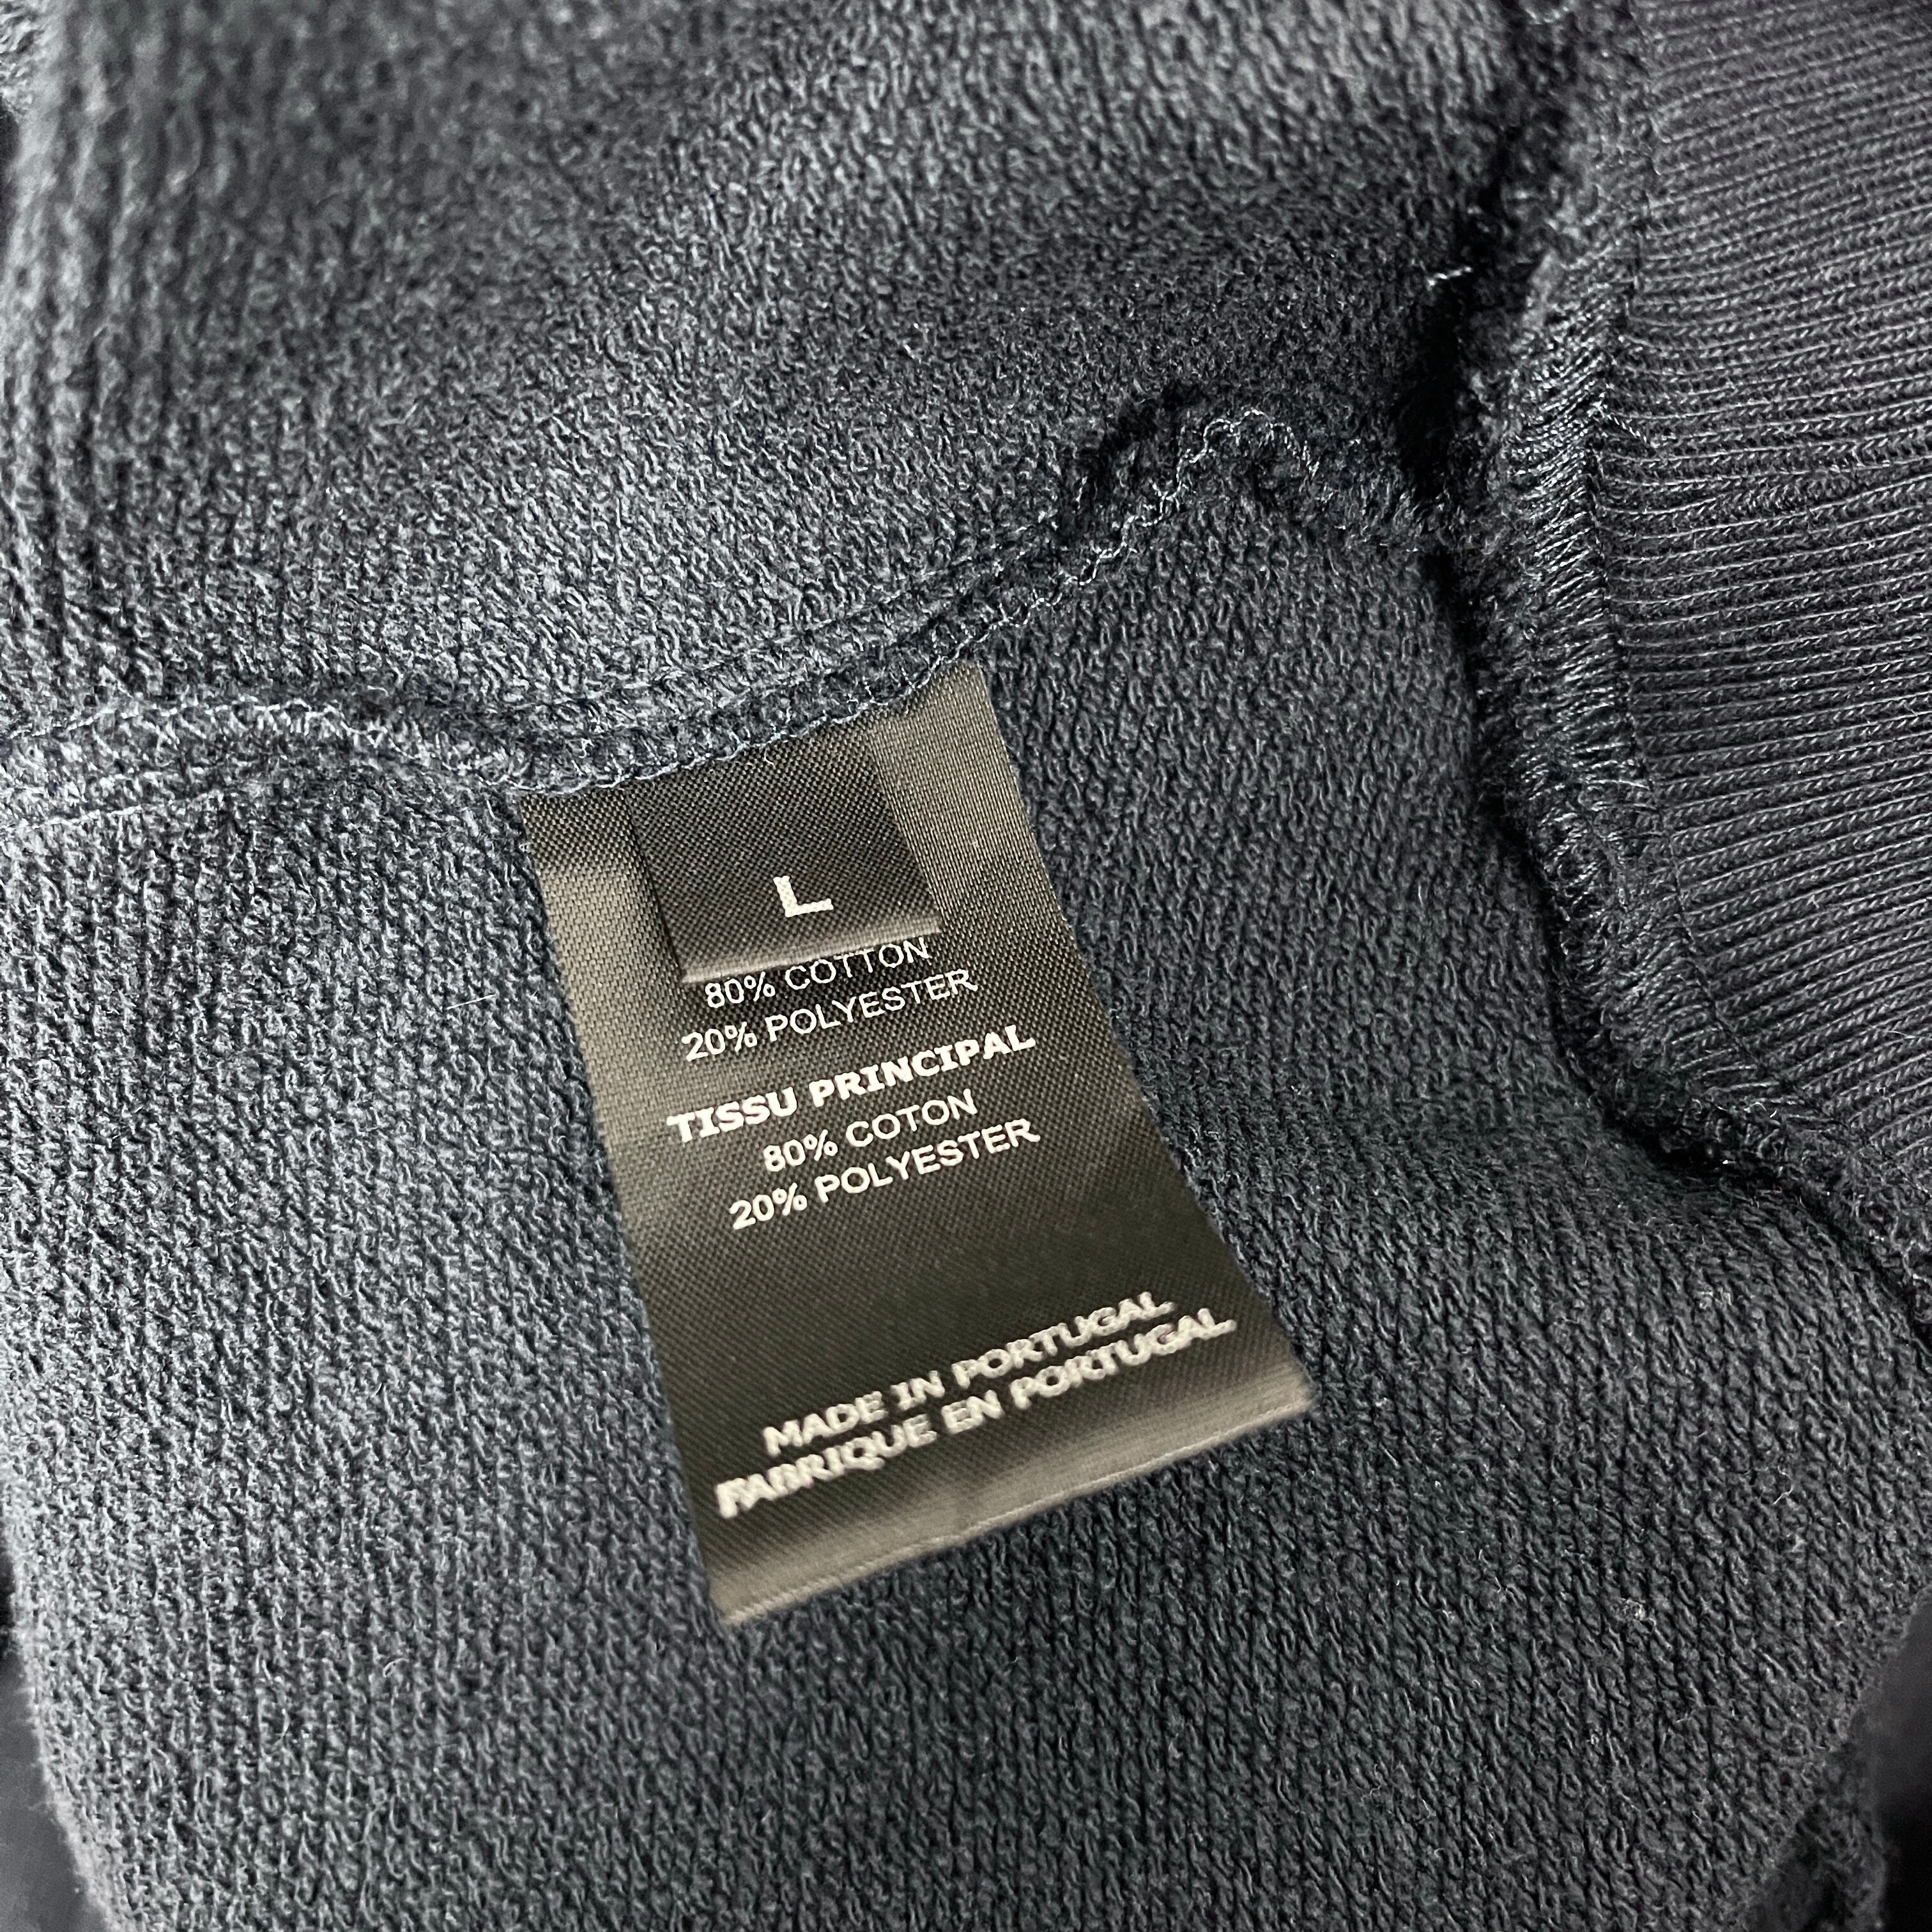 L
80% COTTON
20% POLYESTER
TISSU PRINCIPAL
80% COTON
20% POLYESTER
MADE IN PORTUGAL
FABRIQUE EN PORTUGAL